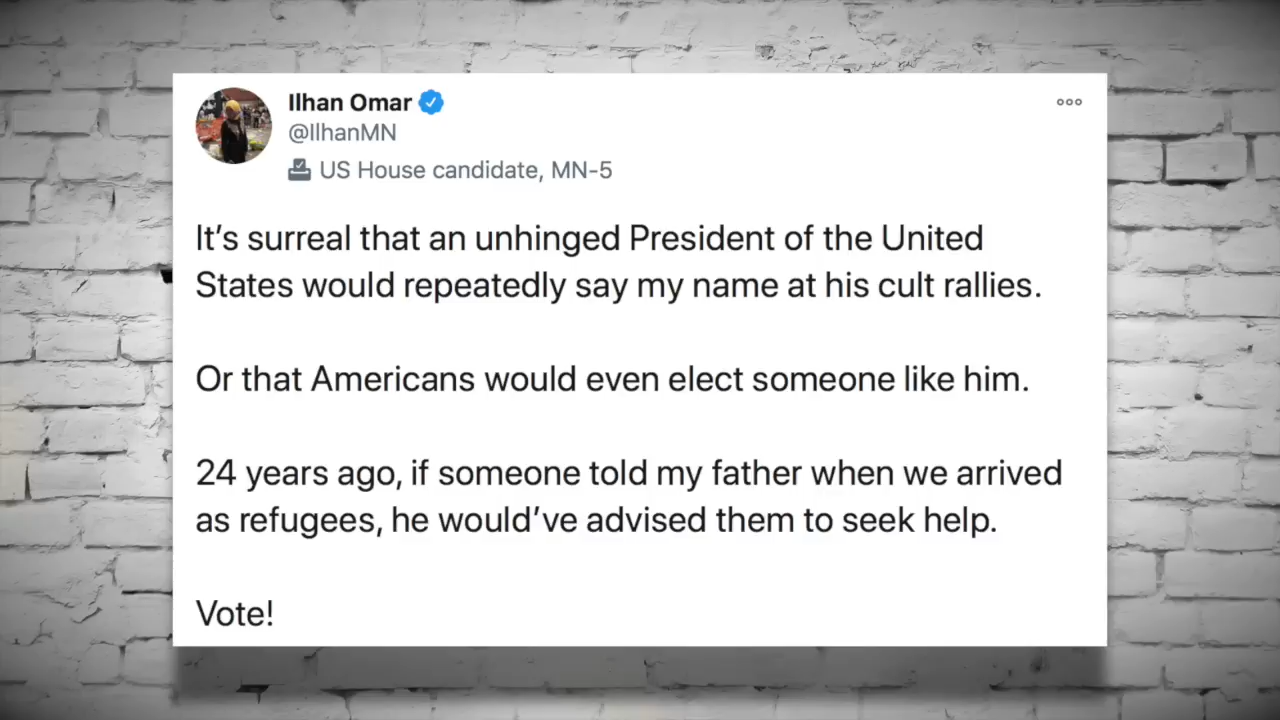 Ilhan Omar
@IlhanMN
US House candidate, MN-5
It’s surreal that an unhinged President of the United
States would repeatedly say my name at his cult rallies.
Or that Americans would even elect someone like him.
24 years ago, if someone told my father when we arrived
as refugees, he would’ve advised them to seek help.
Vote!